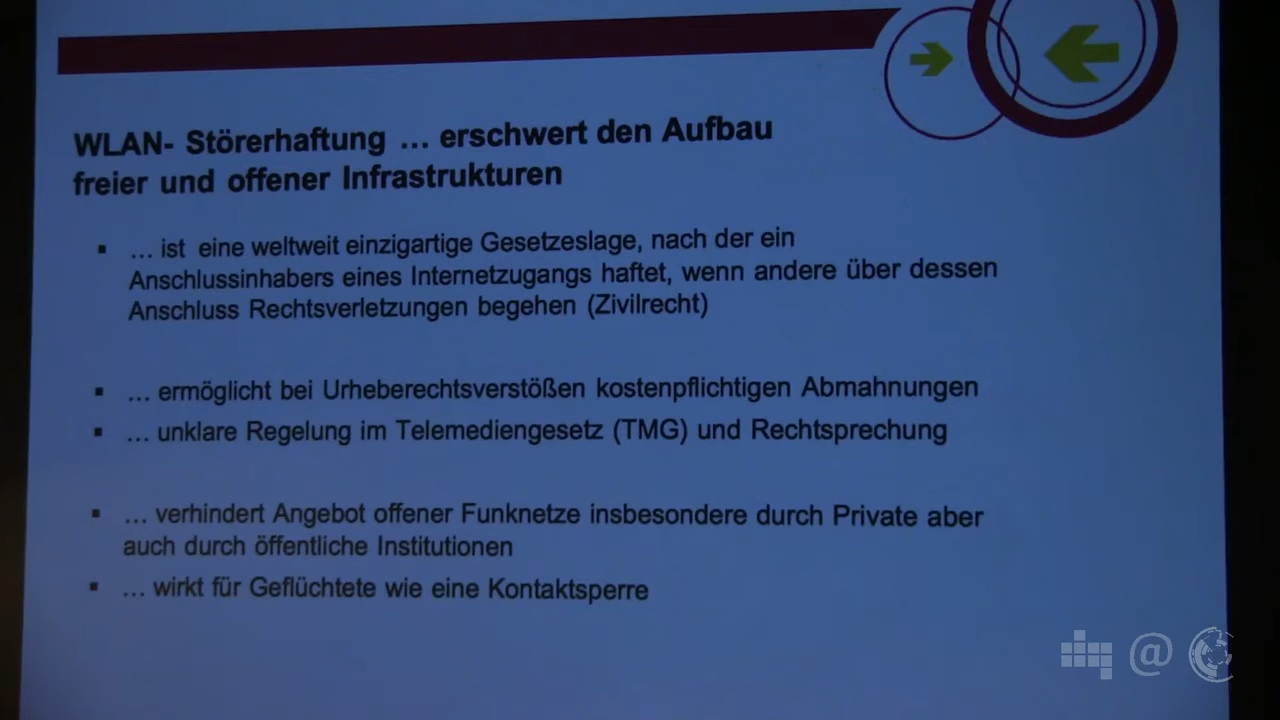 WLAN- Störerhaftung ... erschwert den Aufbau
freier und offener Infrastrukturen
▪ ... ist eine weltweit einzigartige Gesetzeslage, nach der ein
Anschlussinhabers eines Internetzugangs haftet, wenn andere über dessen
Anschluss Rechtsverletzungen begehen (Zivilrecht)
▪ ... ermöglicht bei Urheberechtsverstößen kostenpflichtigen Abmahnungen
▪ ... unklare Regelung im Telemediengesetz (TMG) und Rechtsprechung
▪ ... verhindert Angebot offener Funknetze insbesondere durch Private aber
auch durch öffentliche Institutionen
▪ ... wirkt für Geflüchtete wie eine Kontaktsperre
@